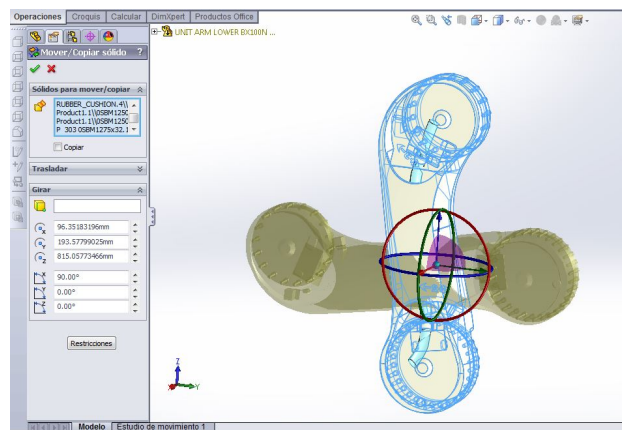 Operaciones Croquis Calcular DimXpert Productos Office
UNIT ARM LOWER BX100N ...
Mover/Copiar sólido ?
Sólidos para mover/copiar
RUBBER_CUSHION.4\\
Product1.1\\0SBM125C
Product1.1\\0SBM125C
P 303 0SBM1275x32.1
Copiar
Trasladar
Girar
x 96.35183196mm
y 193.57799025mm
z 815.05773466mm
x 90.00°
Y 0.00°
Z 0.00°
Restricciones
Z
Y
Modelo Estudio de movimiento 1